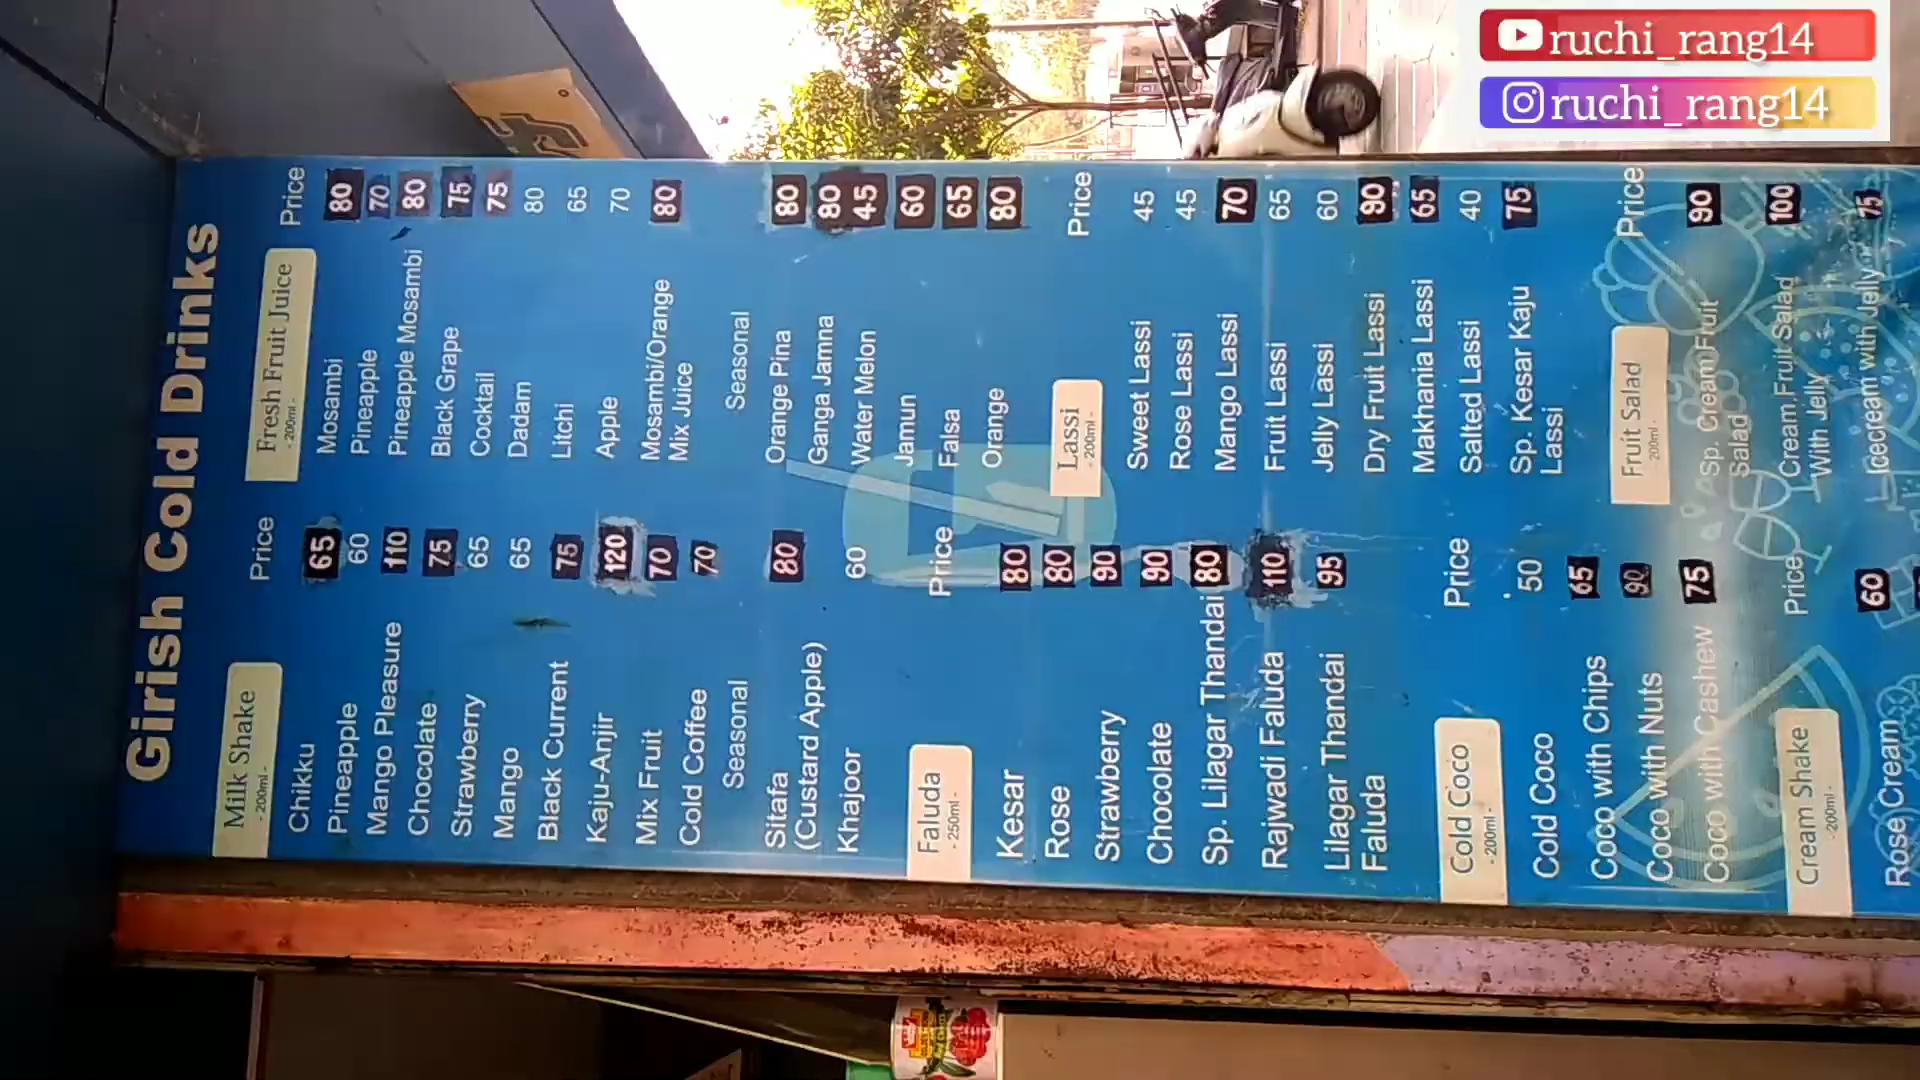 ruchi_rang14
ruchi_rang14
Girish Cold Drinks
Milk Shake Price
- 200ml -
Chikku 65
Pineapple 60
Mango Pleasure 110
Chocolate 75
Strawberry 65
Mango 65
Black Current 75
Kaju-Anjir 120
Mix Fruit 70
Cold Coffee 70
Seasonal
Sitafa 80
(Custard Apple)
Khajoor 60
Faluda Price
- 250ml -
Kesar 80
Rose 80
Strawberry 90
Chocolate 90
Sp. Lilagar Thandai 80
Rajwadi Faluda 110
Lilagar Thandai 95
Faluda
Cold Coco Price
- 200ml -
Cold Coco 50
Coco with Chips 65
Coco with Nuts 90
Coco with Cashew 75
Cream Shake Price
- 200ml -
Rose Cream 60
Fresh Fruit Juice Price
- 200ml -
Mosambi 80
Pineapple 70
Pineapple Mosambi 80
Black Grape 75
Cocktail 75
Dadam 80
Litchi 65
Apple 70
Mosambi/Orange 80
Mix Juice
Seasonal
Orange Pina 80
Ganga Jamna 80
Water Melon 45
Jamun 60
Falsa 65
Orange 80
Lassi Price
- 200ml -
Sweet Lassi 45
Rose Lassi 45
Mango Lassi 70
Fruit Lassi 65
Jelly Lassi 60
Dry Fruit Lassi 90
Makhania Lassi 65
Salted Lassi 40
Sp. Kesar Kaju 75
Lassi
Fruit Salad Price
200ml -
Sp. Cream Fruit 90
Salad
Cream Fruit Salad 100
With Jelly
Icecream with Jelly 75